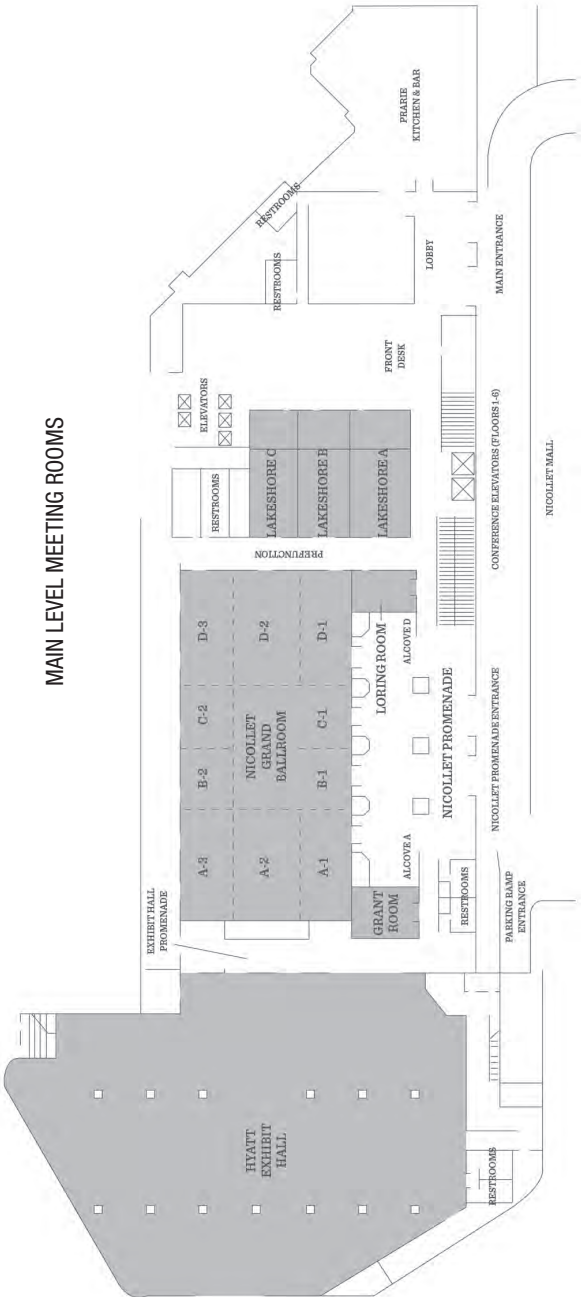 MAIN LEVEL MEETING ROOMS
HYATT
EXHIBIT
HALL
RESTROOMS
EXHIBIT HALL
PROMENADE
PARKING RAMP
ENTRANCE
RESTROOMS
GRANT
ROOM
ALCOVE A
A-3
A-2
A-1
B-2
B-1
NICOLLET
GRAND
BALLROOM
C-2
C-1
D-3
D-2
D-1
LORING ROOM
ALCOVE D
NICOLLET PROMENADE
NICOLLET PROMENADE ENTRANCE
PREFUNCTION
RESTROOMS
LAKESHORE C
LAKESHORE B
LAKESHORE A
ELEVATORS
CONFERENCE ELEVATORS (FLOORS 1-6)
NICOLLET MALL
FRONT
DESK
RESTROOMS
RESTROOMS
LOBBY
MAIN ENTRANCE
PRARIE
KITCHEN & BAR